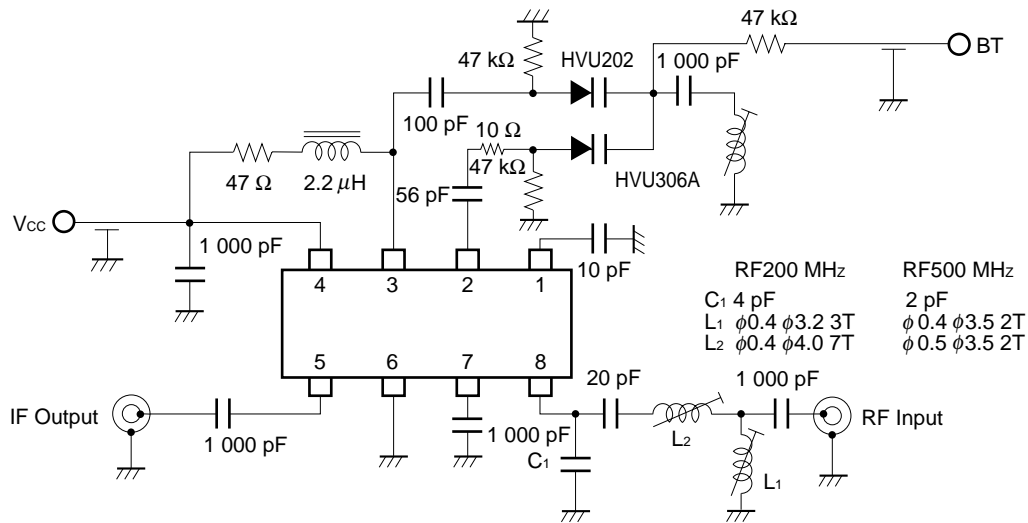 47 kΩ
47 kΩ
HVU202
1 000 pF
BT
100 pF
10 Ω
47 kΩ
HVU306A
47 Ω
2.2 μH
56 pF
VCC
1 000 pF
10 pF
4 3 2 1
5 6 7 8
RF200 MHz RF500 MHz
C1 4 pF 2 pF
L1 ϕ0.4 ϕ3.2 3T ϕ 0.4 ϕ3.5 2T
L2 ϕ0.4 ϕ4.0 7T ϕ 0.5 ϕ3.5 2T
20 pF
1 000 pF
IF Output
1 000 pF
1 000 pF
C1
L2
RF Input
L1